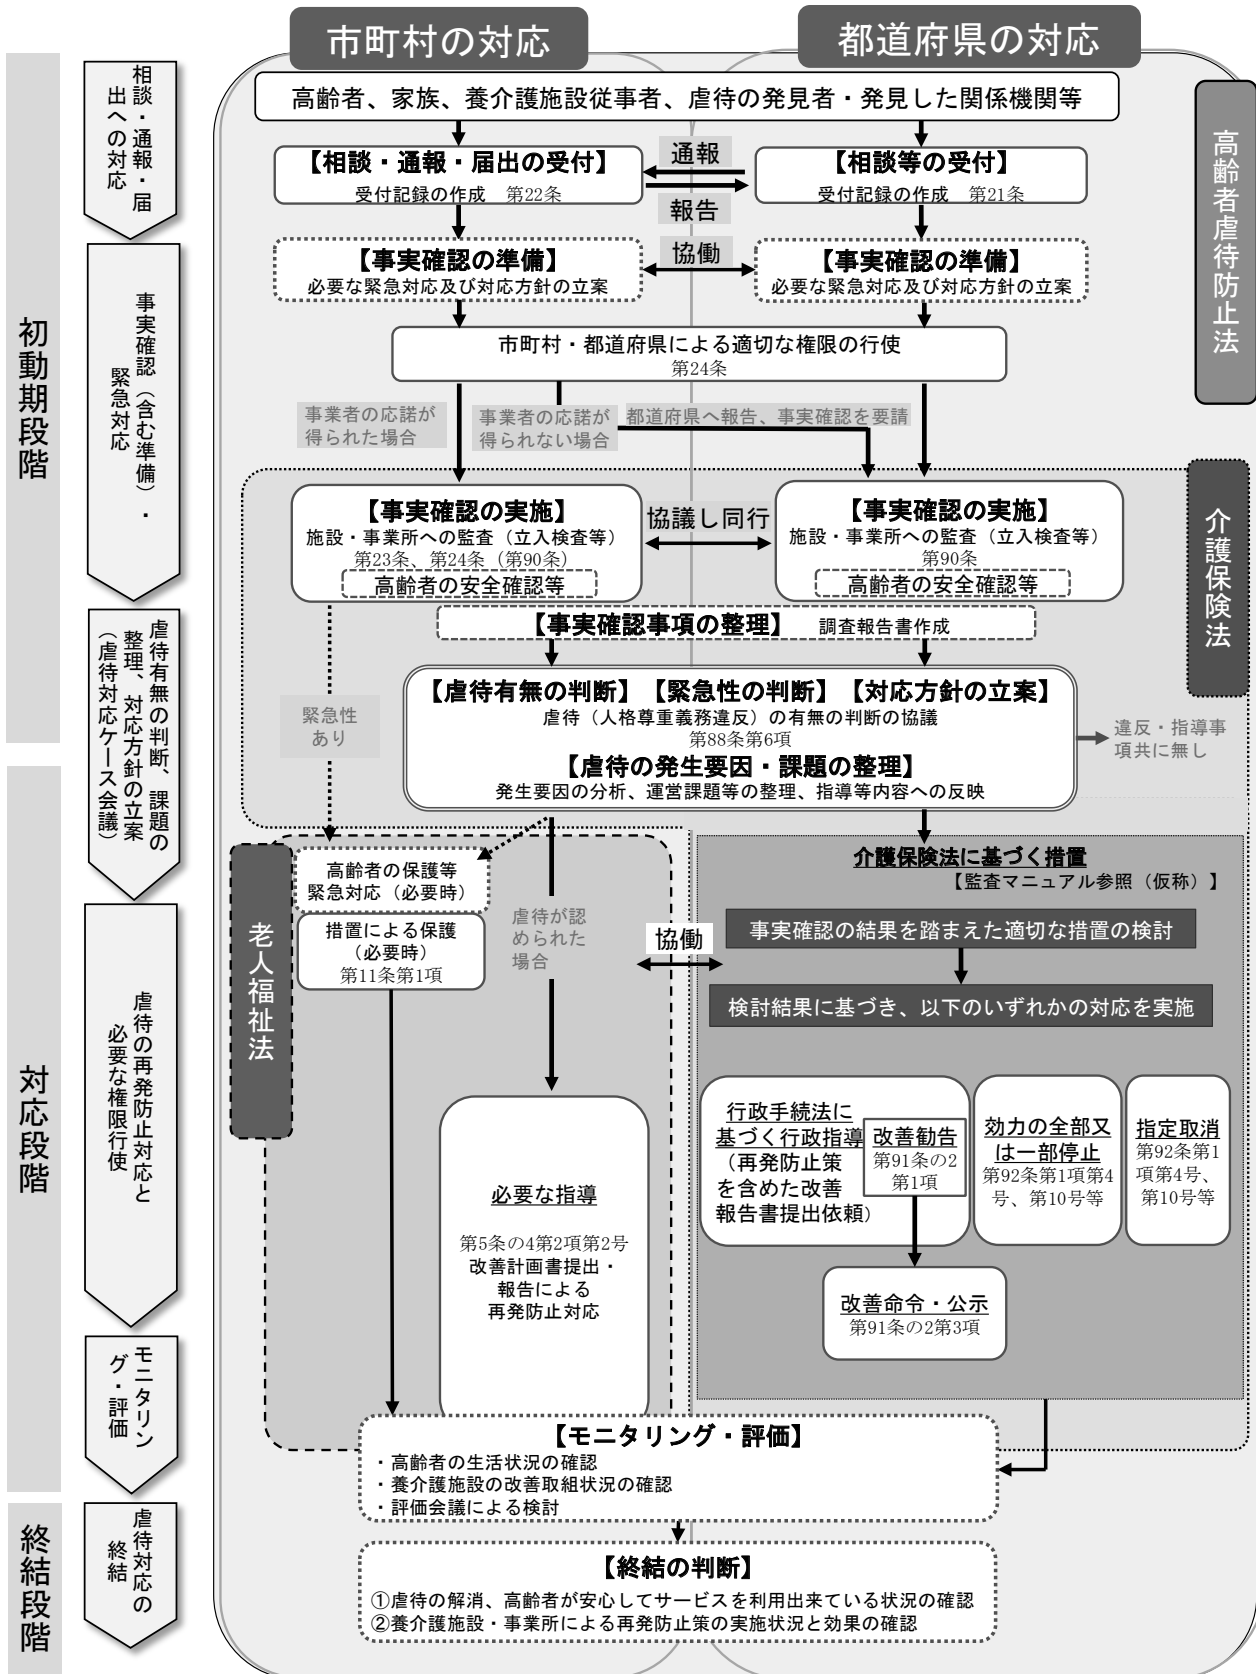 市町村の対応
都道府県の対応
初動期段階
対応段階
終結段階
相談・通報・届
出への対応
事実確認（含む準備）・
緊急対応
虐待有無の判断、課題の
整理、対応方針の立案
（虐待対応ケース会議）
虐待の再発防止対応と
必要な権限行使
モニタリン
グ・評価
虐待対応の
終結
高齢者虐待防止法
介護保険法
老人福祉法
高齢者、家族、養介護施設従事者、虐待の発見者・発見した関係機関等
【相談・通報・届出の受付】
受付記録の作成　第22条
通報
報告
【相談等の受付】
受付記録の作成　第21条
【事実確認の準備】
必要な緊急対応及び対応方針の立案
協働
【事実確認の準備】
必要な緊急対応及び対応方針の立案
市町村・都道府県による適切な権限の行使
第24条
事業者の応諾が
得られた場合
事業者の応諾が
得られない場合
都道府県へ報告、事実確認を要請
【事実確認の実施】
施設・事業所への監査（立入検査等）
第23条、第24条（第90条）
高齢者の安全確認等
協議し同行
【事実確認の実施】
施設・事業所への監査（立入検査等）
第90条
高齢者の安全確認等
【事実確認事項の整理】　調査報告書作成
緊急性
あり
【虐待有無の判断】【緊急性の判断】【対応方針の立案】
虐待（人格尊重義務違反）の有無の判断の協議
第88条第6項
【虐待の発生要因・課題の整理】
発生要因の分析、運営課題等の整理、指導等内容への反映
違反・指導事
項共に無し
高齢者の保護等
緊急対応（必要時）
措置による保護
（必要時）
第11条第1項
虐待が認
められた
場合
協働
介護保険法に基づく措置
【監査マニュアル参照（仮称）】
事実確認の結果を踏まえた適切な措置の検討
検討結果に基づき、以下のいずれかの対応を実施
必要な指導
第5条の4第2項第2号
改善計画書提出・
報告による
再発防止対応
行政手続法に
基づく行政指導
（再発防止策
を含めた改善
報告書提出依頼）
改善勧告
第91条の2
第1項
効力の全部又
は一部停止
第92条第1項第4
号、第10号等
指定取消
第92条第1
項第4号、
第10号等
改善命令・公示
第91条の2第3項
【モニタリング・評価】
・高齢者の生活状況の確認
・養介護施設の改善取組状況の確認
・評価会議による検討
【終結の判断】
①虐待の解消、高齢者が安心してサービスを利用出来ている状況の確認
②養介護施設・事業所による再発防止策の実施状況と効果の確認